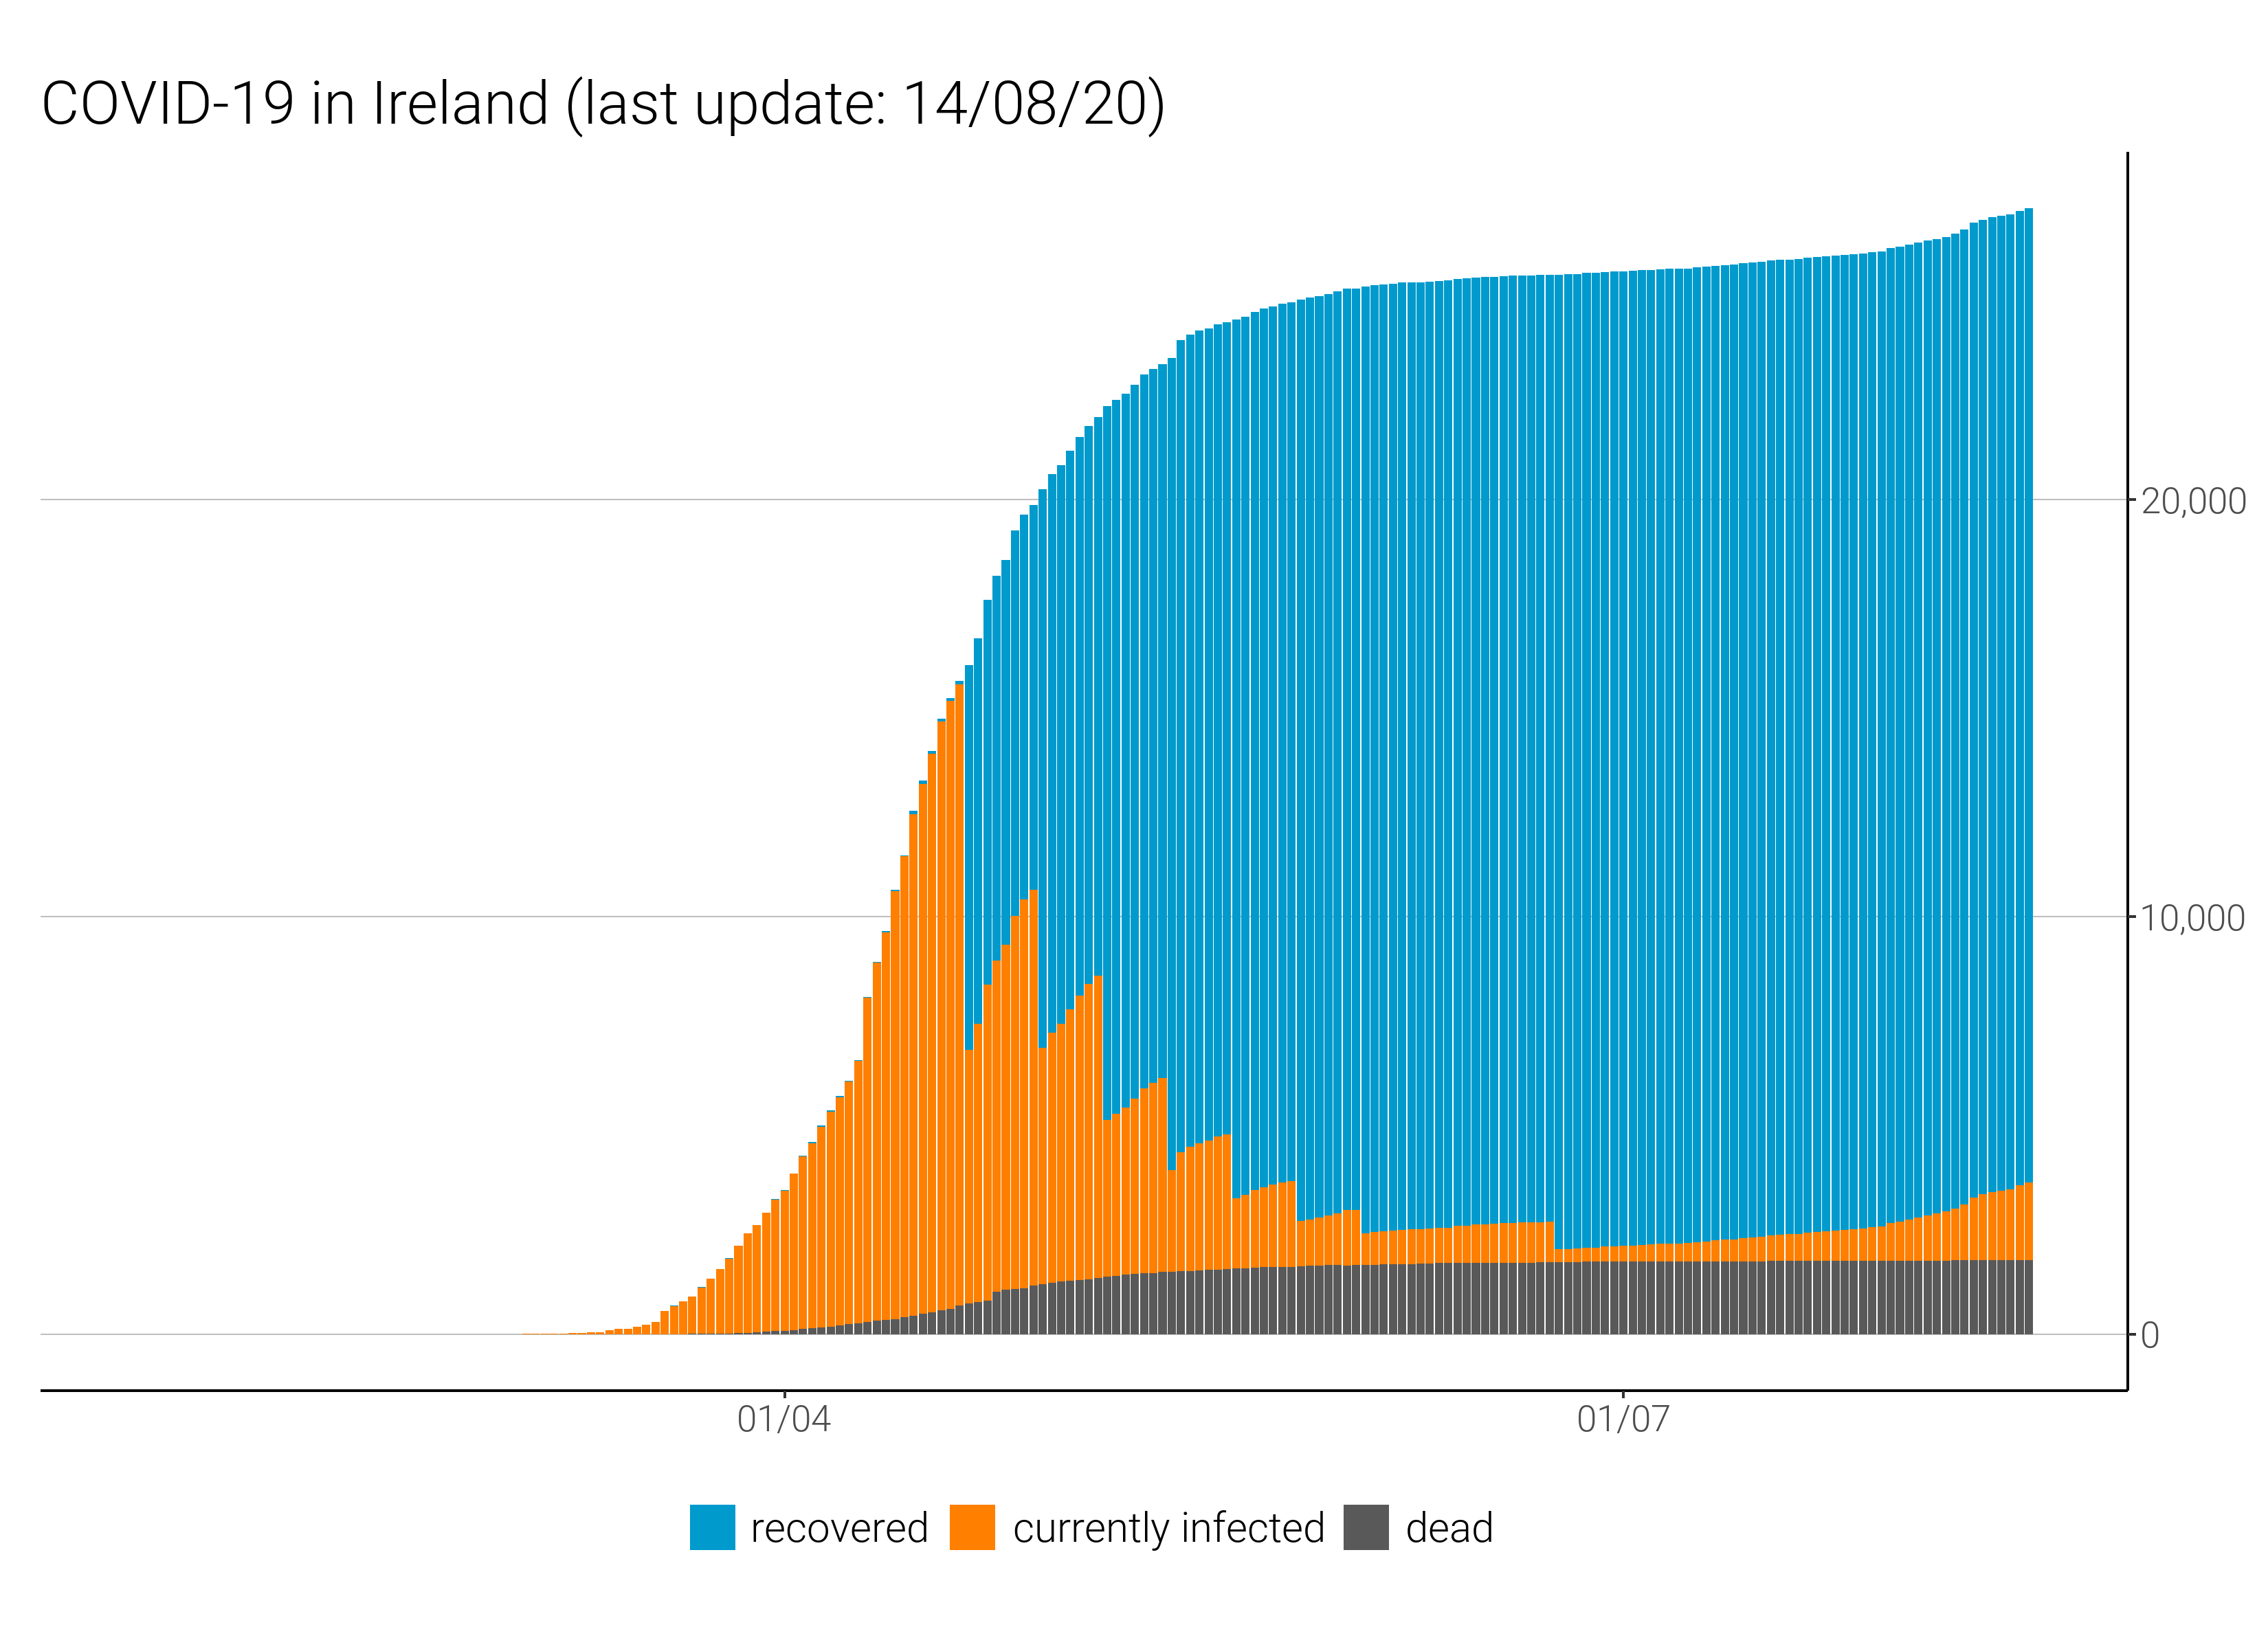 COVID-19 in Ireland (last update: 14/08/20)
20,000
10,000
0
01/04 01/07
recovered currently infected dead